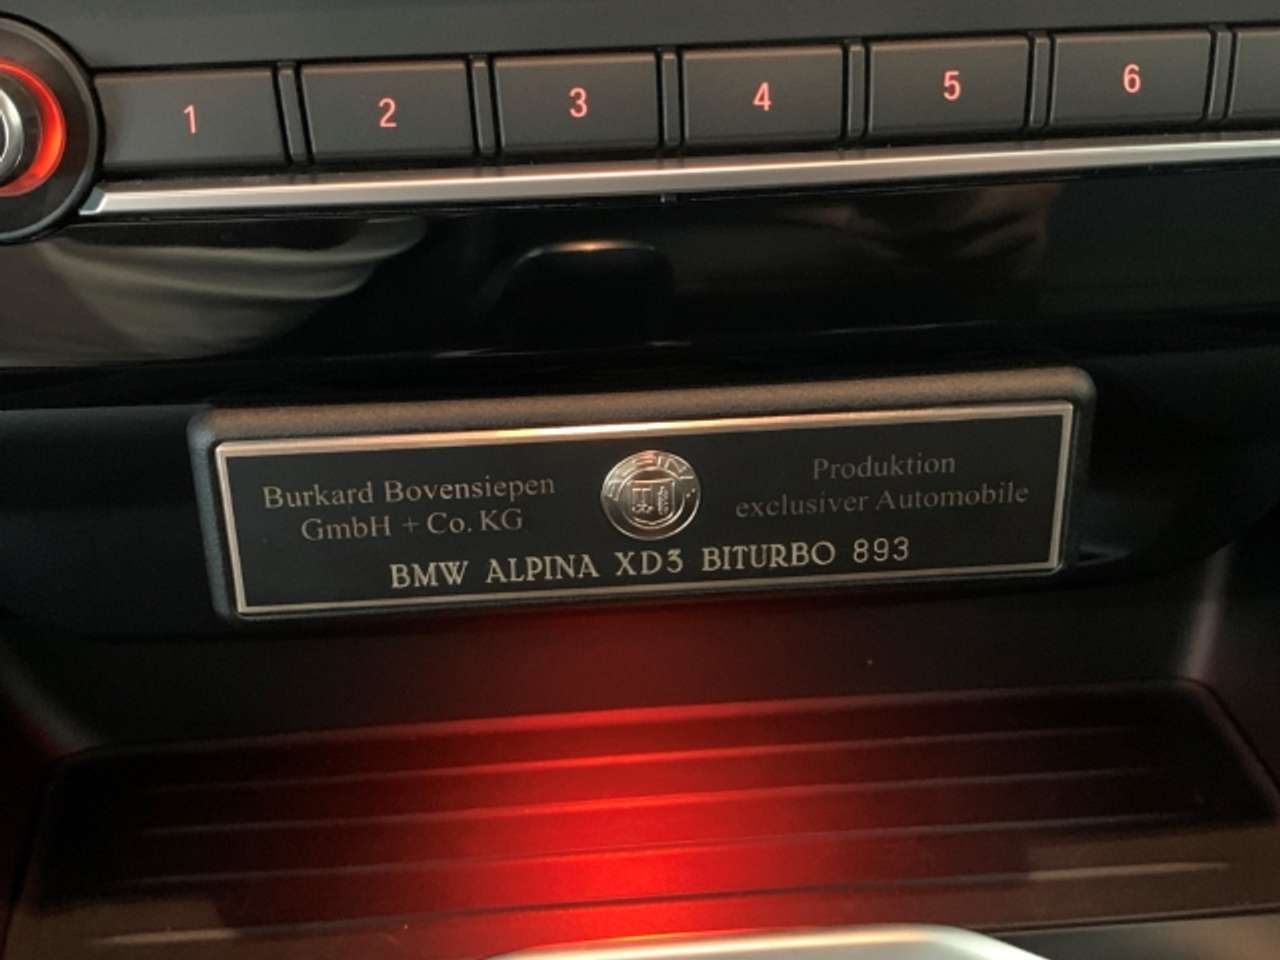 1 2 3 4 5 6
Burkard Bovensiepen
GmbH + Co. KG
Produktion
exclusiver Automobile
BMW ALPINA XD3 BITURBO 893